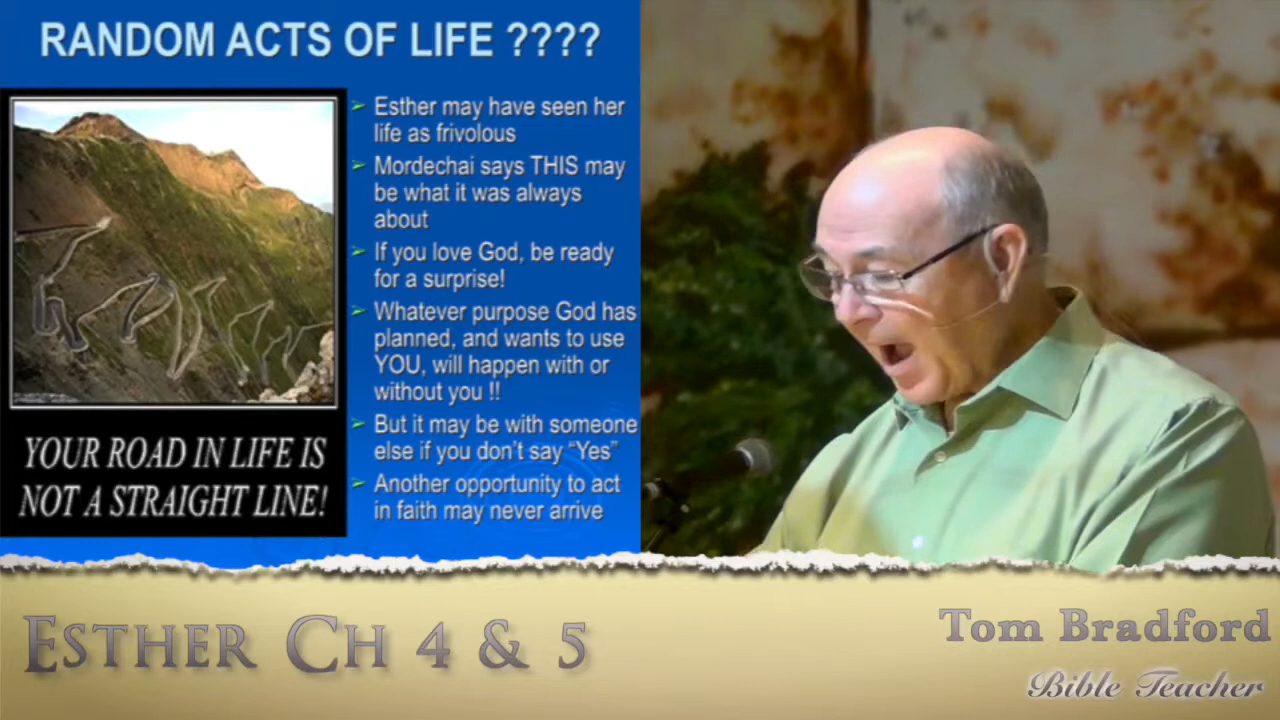 RANDOM ACTS OF LIFE ????
➢ Esther may have seen her
life as frivolous
➢ Mordechai says THIS may
be what it was always
about
➢ If you love God, be ready
for a surprise!
➢ Whatever purpose God has
planned, and wants to use
YOU, will happen with or
without you !!
➢ But it may be with someone
else if you don't say “Yes”
➢ Another opportunity to act
in faith may never arrive
YOUR ROAD IN LIFE IS
NOT A STRAIGHT LINE!
ESTHER CH 4 & 5
Tom Bradford
Bible Teacher